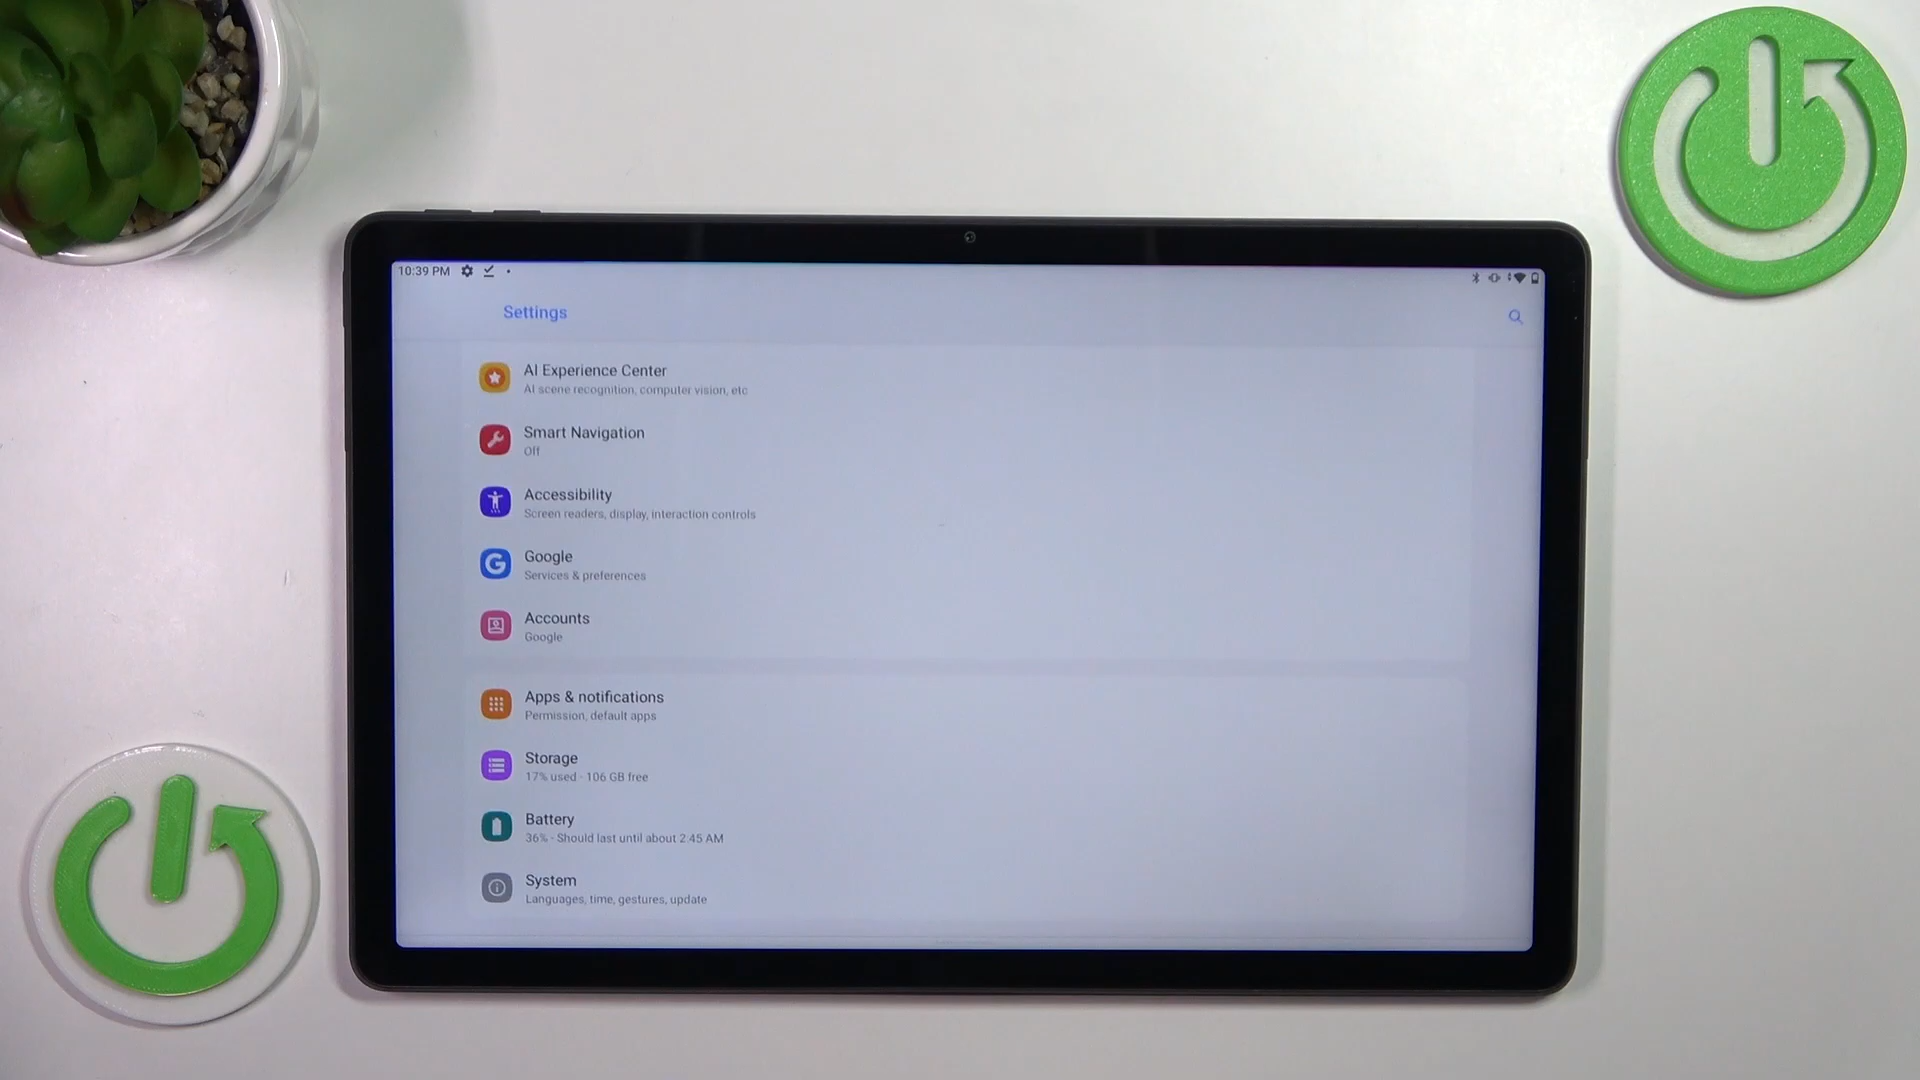 10:39 PM
Settings
AI Experience Center
AI scene recognition, computer vision, etc
Smart Navigation
Off
Accessibility
Screen readers, display, interaction controls
Google
Services & preferences
Accounts
Google
Apps & notifications
Permission, default apps
Storage
17% used - 106 GB free
Battery
36% - Should last until about 2:45 AM
System
Languages, time, gestures, update